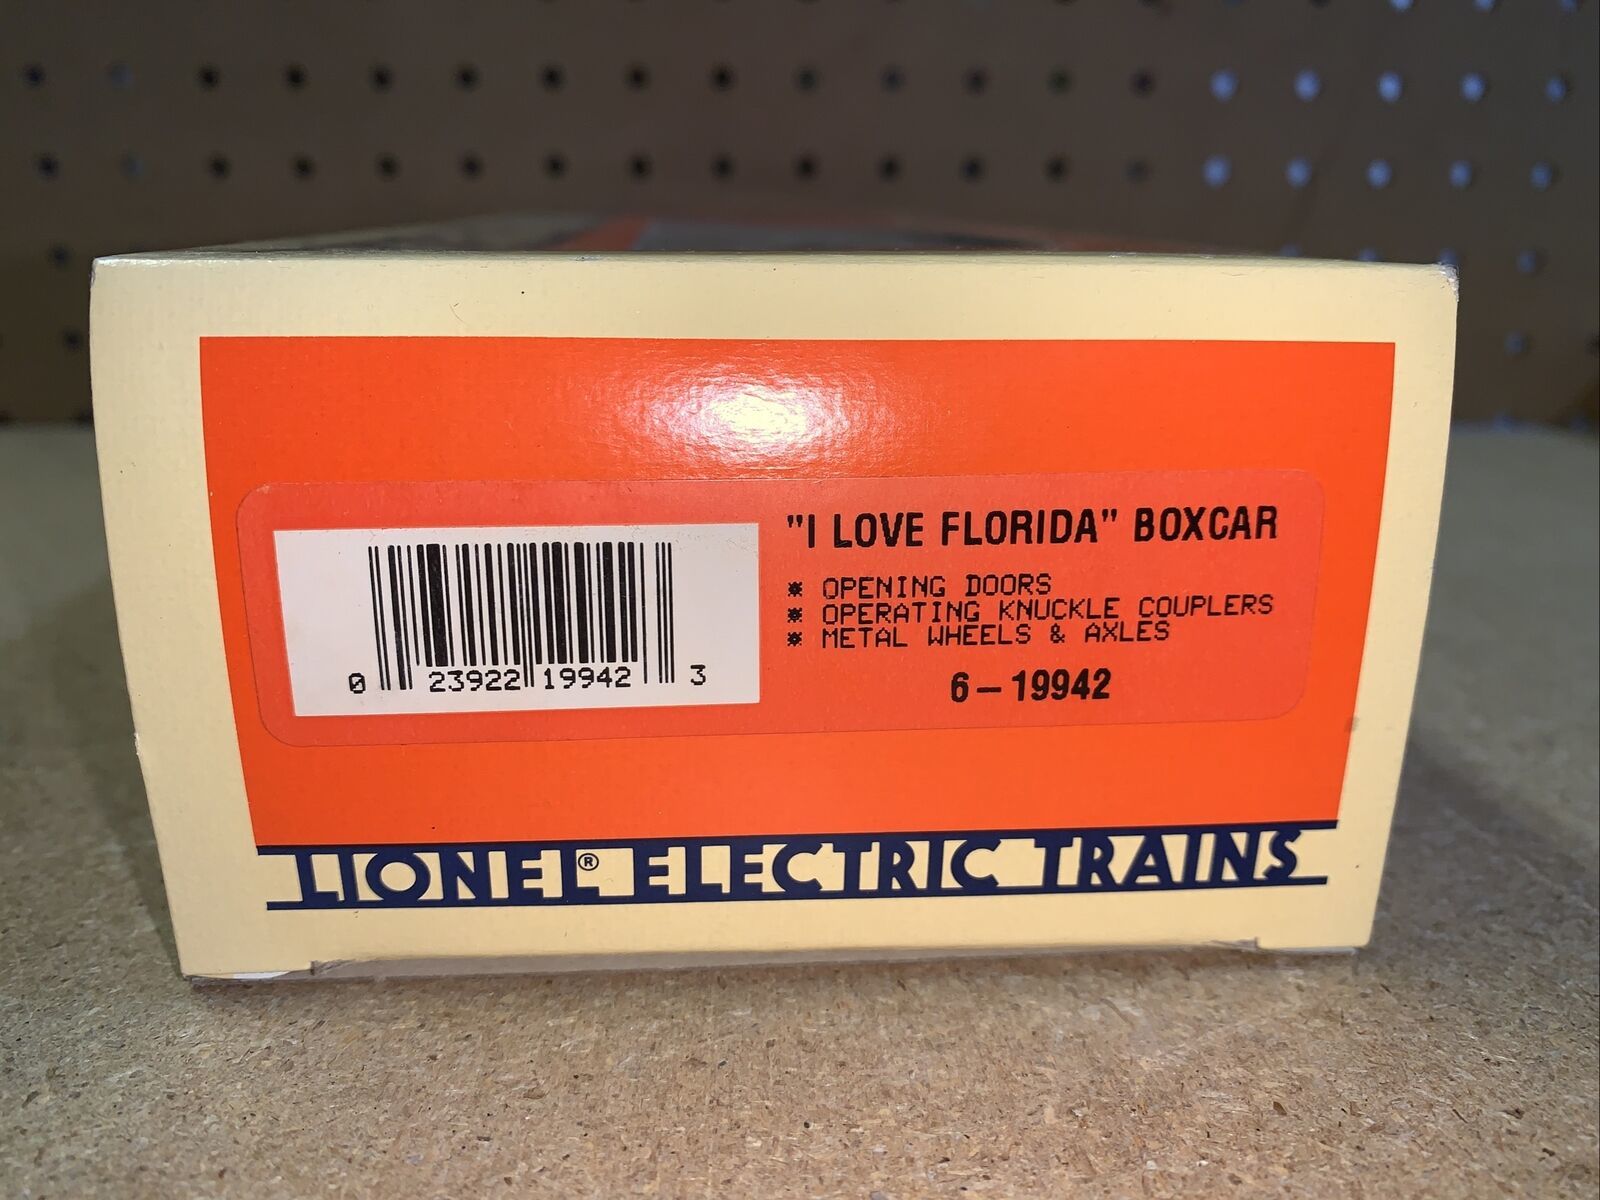 "I LOVE FLORIDA" BOXCAR
* OPENING DOORS
* OPERATING KNUCKLE COUPLERS
* METAL WHEELS & AXLES
6-19942
0 23922 19942 3
LIONEL® ELECTRIC TRAINS